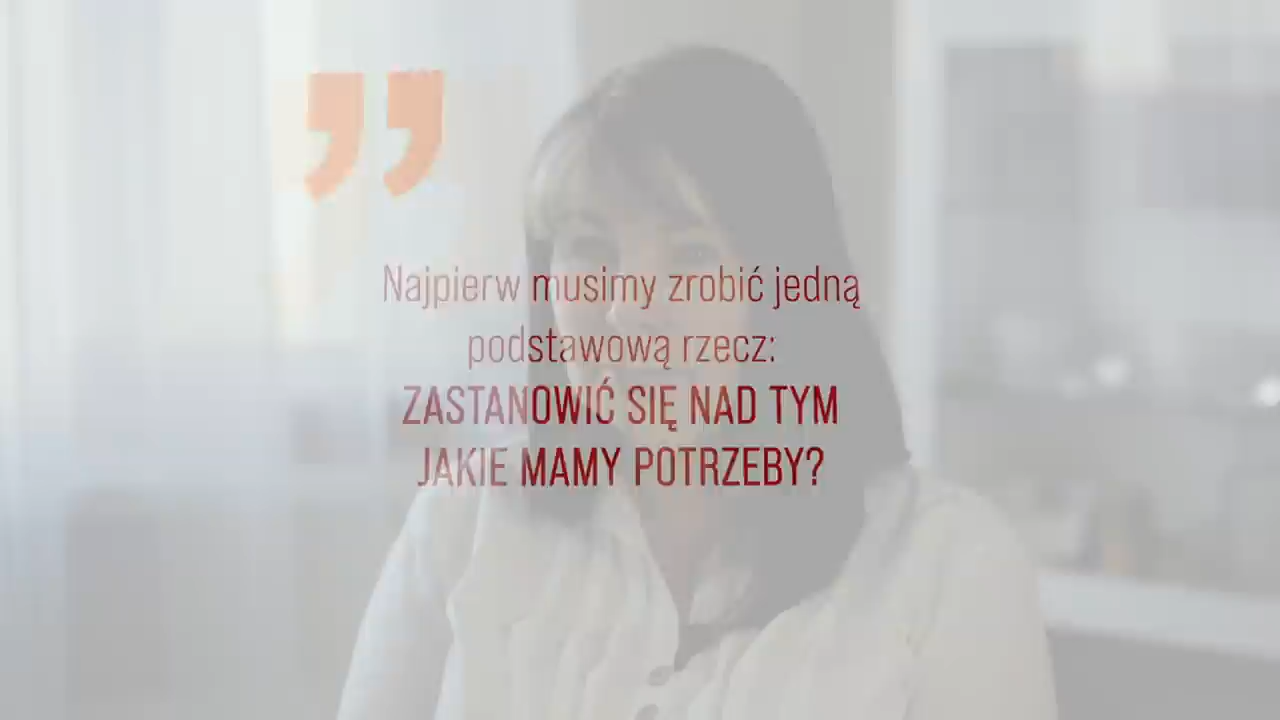 ”
Najpierw musimy zrobić jedną
podstawową rzecz:
ZASTANOWIĆ SIĘ NAD TYM
JAKIE MAMY POTRZEBY?